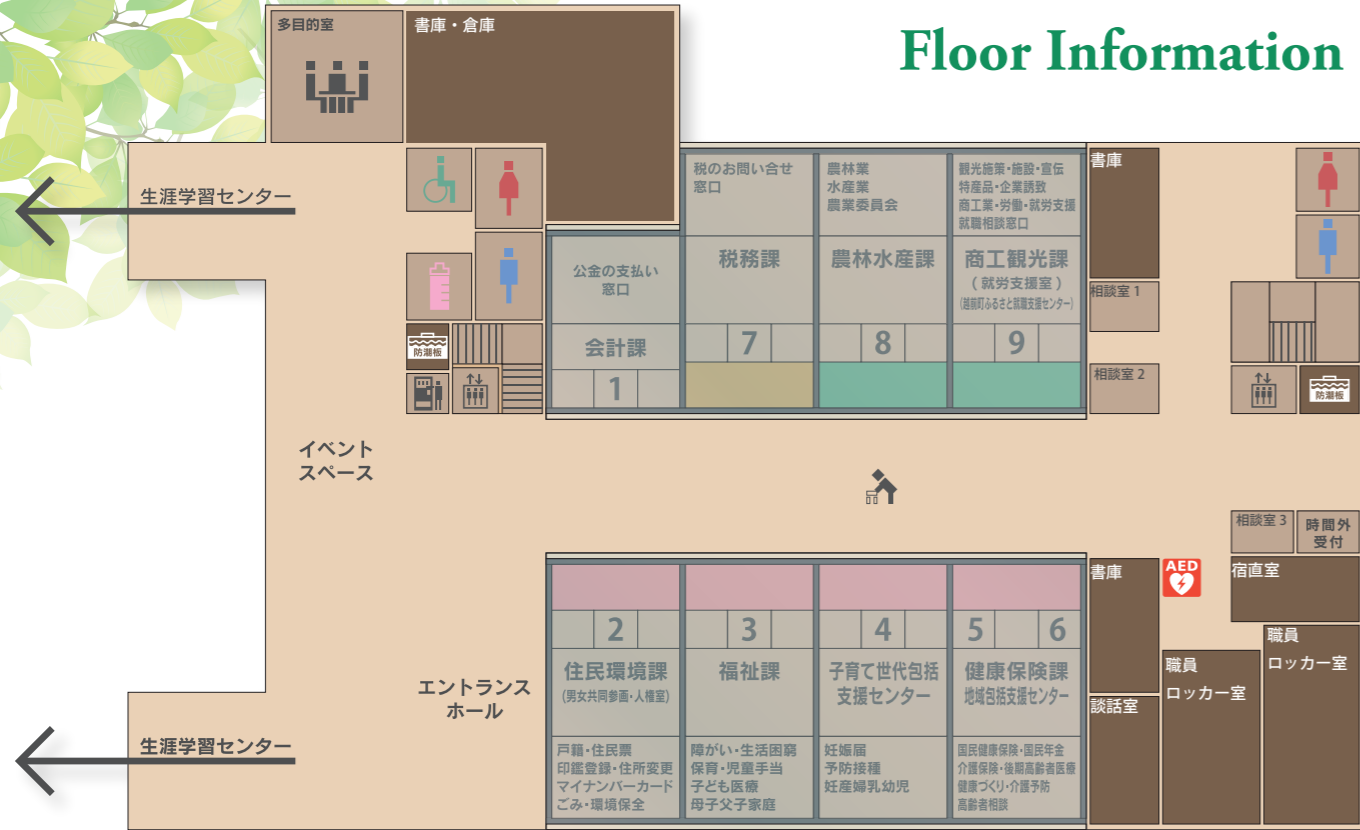 Floor Information
多目的室
書庫・倉庫
生涯学習センター
公金の支払い
窓口
会計課
1
税のお問い合せ
窓口
税務課
7
農林業
水産業
農業委員会
農林水産課
8
観光施策・施設・宣伝
特産品・企業誘致
商工業・労働・就労支援
就職相談窓口
商工観光課
(就労支援室)
(越前町ふるさと就職支援センター)
9
書庫
相談室 1
相談室 2
防潮板
防潮板
イベント
スペース
相談室 3
時間外
受付
書庫
AED
宿直室
2
住民環境課
(男女共同参画・人権室)
戸籍・住民票
印鑑登録・住所変更
マイナンバーカード
ごみ・環境保全
3
福祉課
障がい・生活困窮
保育・児童手当
子ども医療
母子父子家庭
4
子育て世代包括
支援センター
妊娠届
予防接種
妊産婦乳幼児
5
6
健康保険課
地域包括支援センター
国民健康保険・国民年金
介護保険・後期高齢者医療
健康づくり・介護予防
高齢者相談
エントランス
ホール
談話室
職員
ロッカー室
職員
ロッカー室
生涯学習センター